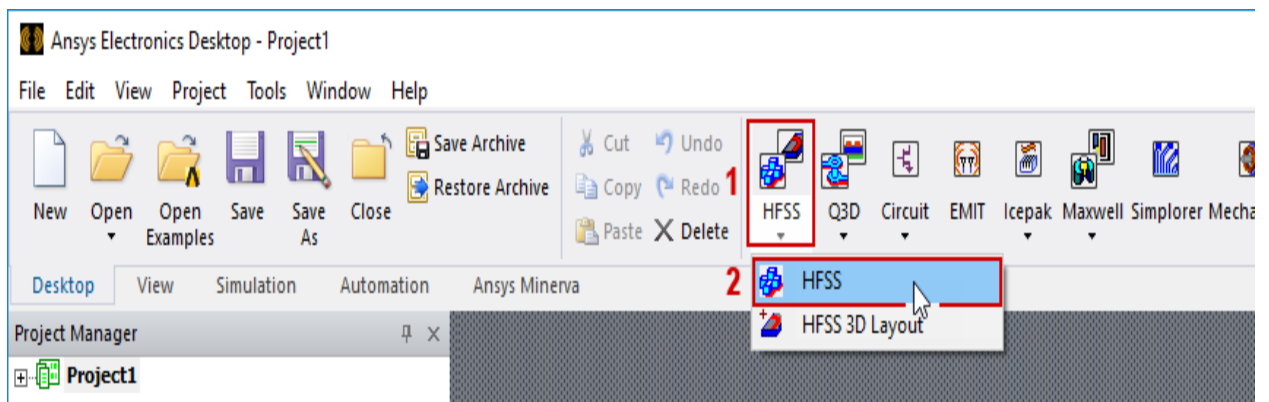 Ansys Electronics Desktop - Project1
File Edit View Project Tools Window Help
New
Open
Open Examples
Save
Save As
Close
Save Archive
Restore Archive
Cut
Copy
Paste
Undo
Redo
Delete
1
HFSS
Q3D
Circuit
EMIT
Icepak
Maxwell
Simplorer
Mecha
Desktop View Simulation Automation Ansys Minerva
2
HFSS
HFSS 3D Layout
Project Manager
Project1